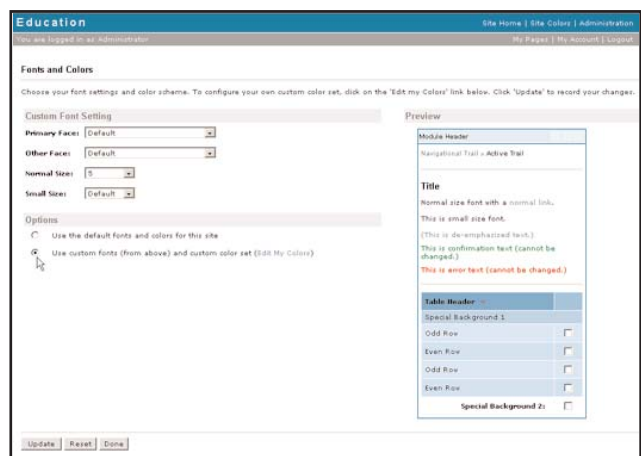 Education
Site Home | Site Colors | Administration
You are logged in as Administrator
My Pages | My Account | Logout
Fonts and Colors
Choose your font settings and color scheme. To configure your own custom color set, click on the 'Edit my Colors' link below. Click 'Update' to record your changes.
Custom Font Setting
Primary Face: Default
Other Face: Default
Normal Size: 5
Small Size: Default
Options
Use the default fonts and colors for this site
Use custom fonts (from above) and custom color set (Edit My Colors)
Preview
Module Header
Navigational Trail » Active Trail
Title
Normal size font with a normal link.
This is small size font.
(This is de-emphasized text.)
This is confirmation text (cannot be
changed.)
This is error text (cannot be changed.)
Table Header
Special Background 1
Odd Row
Even Row
Odd Row
Even Row
Special Background 2:
Update Reset Done